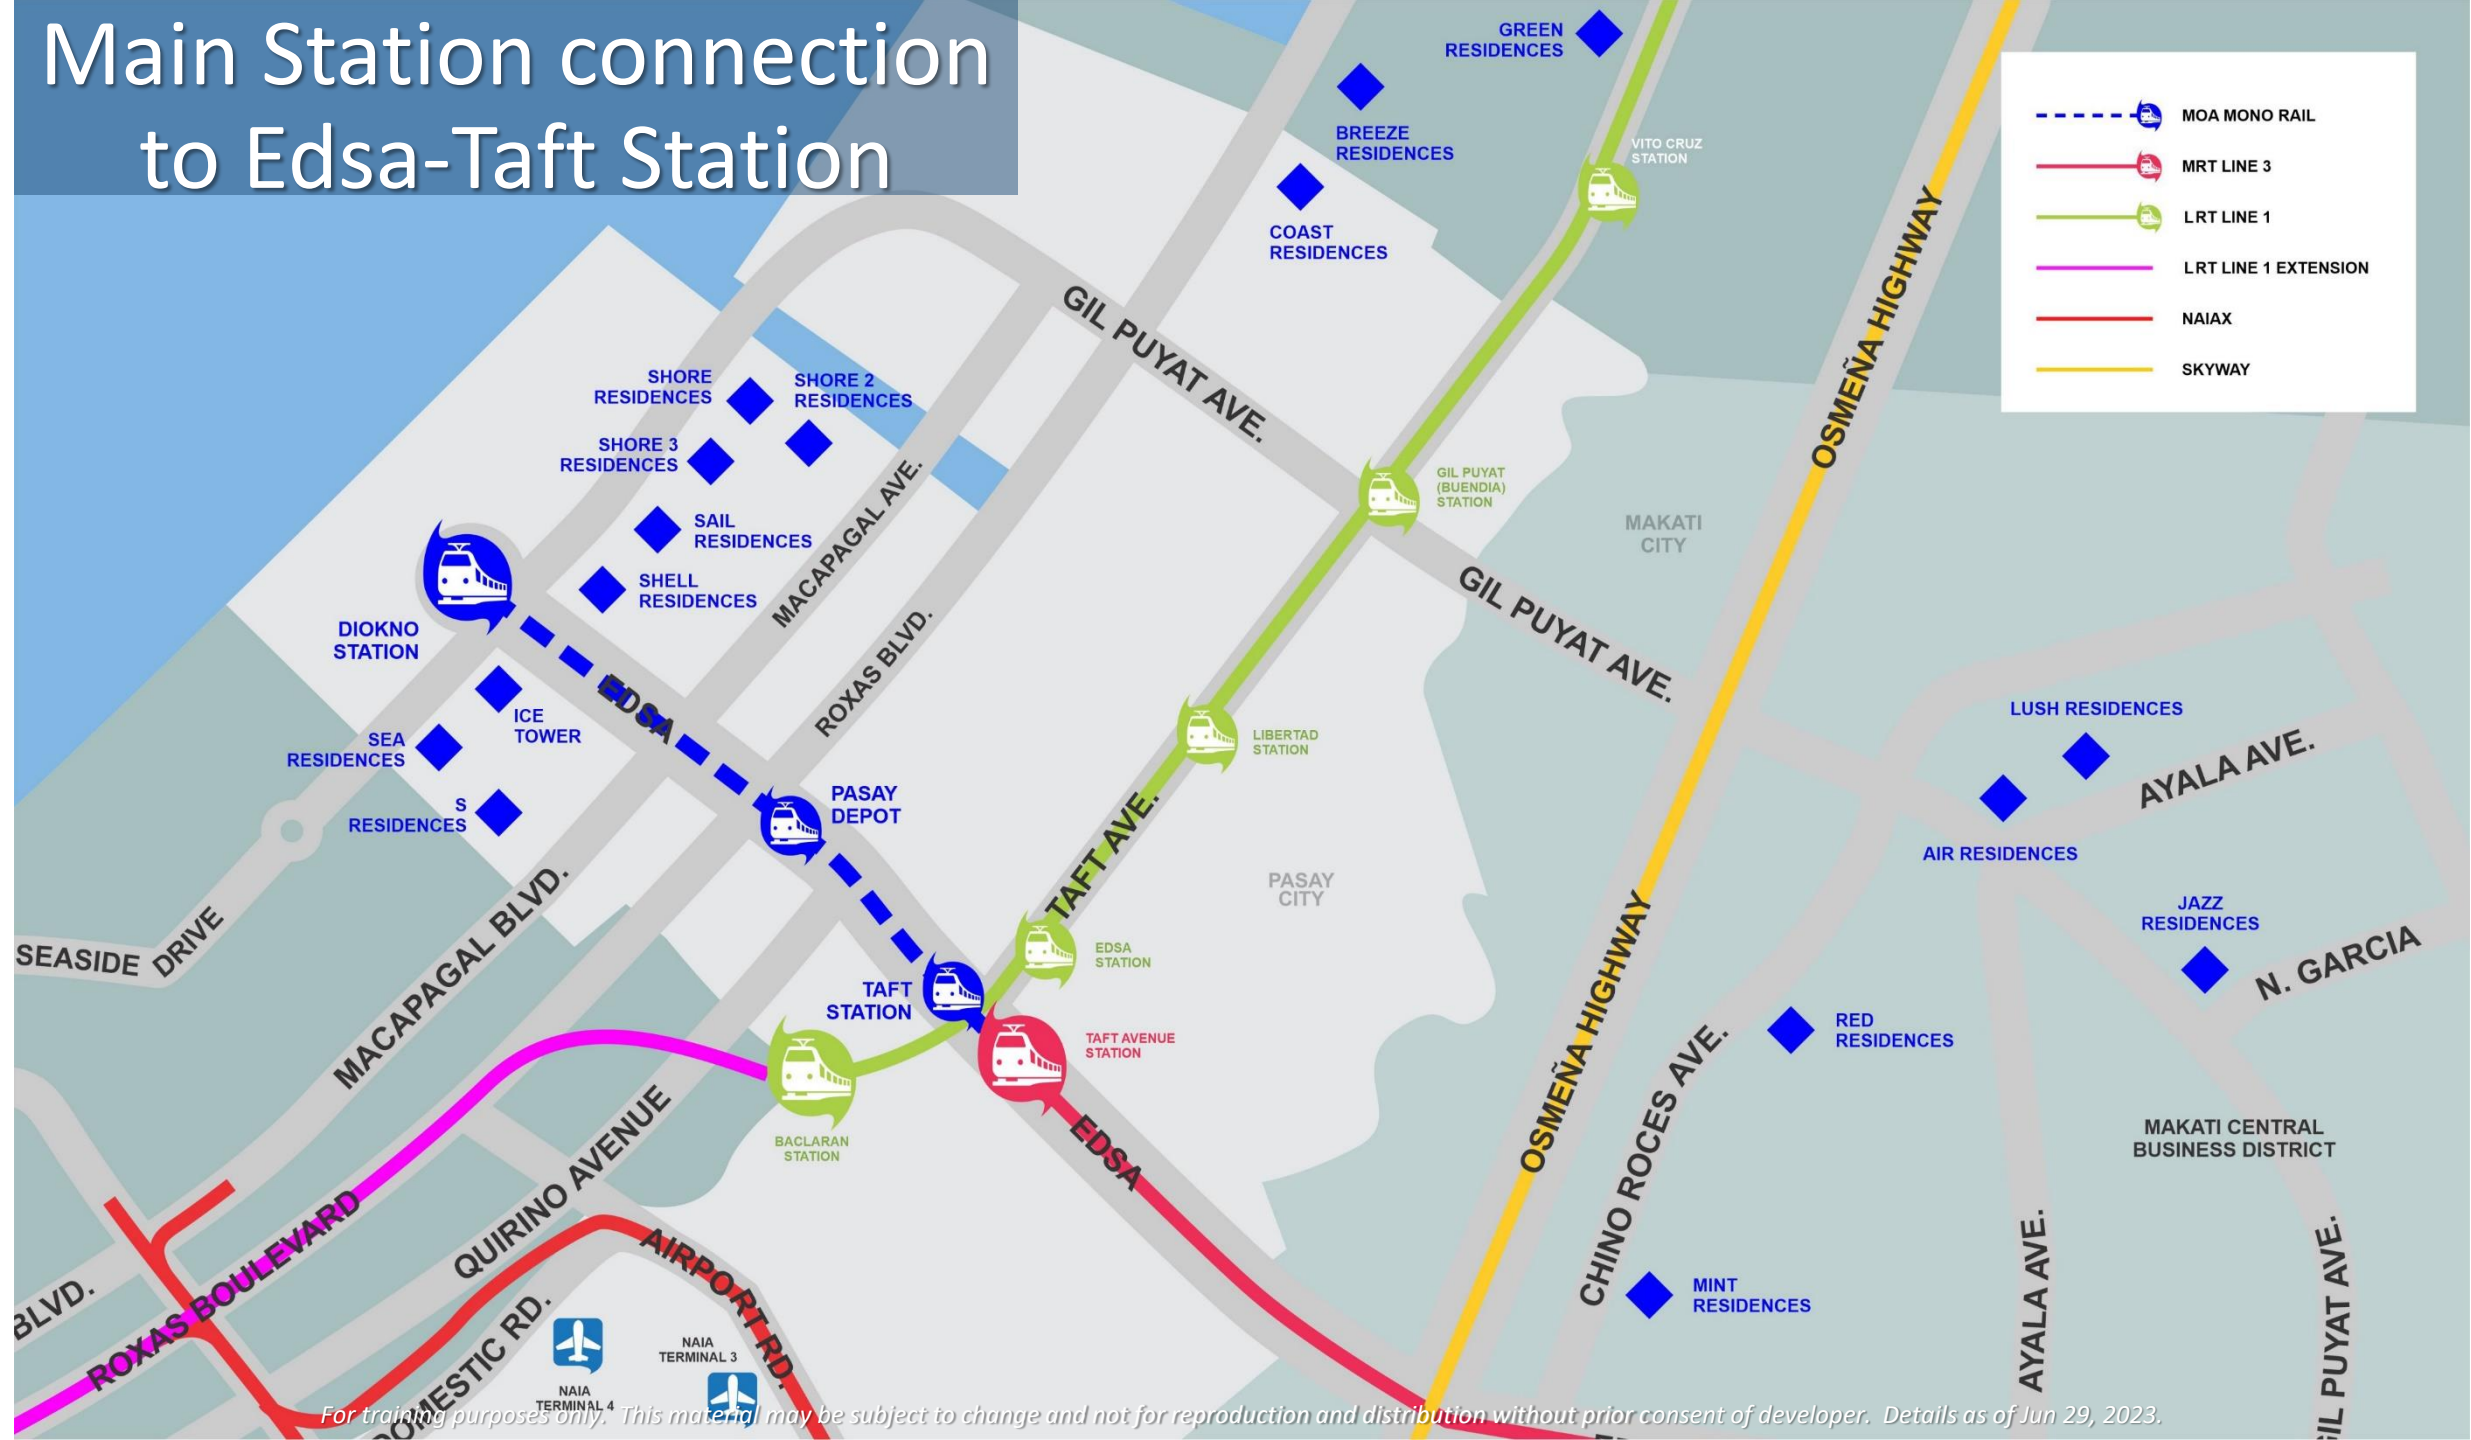 Main Station connection
to Edsa-Taft Station
GREEN
RESIDENCES
BREEZE
RESIDENCES
COAST
RESIDENCES
VITO CRUZ
STATION
MOA MONO RAIL
MRT LINE 3
LRT LINE 1
LRT LINE 1 EXTENSION
NAIAX
SKYWAY
OSMEÑA HIGHWAY
GIL PUYAT AVE.
SHORE
RESIDENCES
SHORE 2
RESIDENCES
SHORE 3
RESIDENCES
SAIL
RESIDENCES
SHELL
RESIDENCES
MACAPAGAL AVE.
ROXAS BLVD.
GIL PUYAT
(BUENDIA)
STATION
MAKATI
CITY
GIL PUYAT AVE.
DIOKNO
STATION
EDSA
ICE
TOWER
SEA
RESIDENCES
S
RESIDENCES
PASAY
DEPOT
LIBERTAD
STATION
TAFT AVE.
PASAY
CITY
LUSH RESIDENCES
AYALA AVE.
AIR RESIDENCES
JAZZ
RESIDENCES
N. GARCIA
SEASIDE DRIVE
MACAPAGAL BLVD.
EDSA
STATION
TAFT
STATION
TAFT AVENUE
STATION
BACLARAN
STATION
EDSA
OSMEÑA HIGHWAY
CHINO ROCES AVE.
RED
RESIDENCES
MAKATI CENTRAL
BUSINESS DISTRICT
MINT
RESIDENCES
AYALA AVE.
GIL PUYAT AVE.
QUIRINO AVENUE
ROXAS BOULEVARD
BLVD.
AIRPORT RD.
DOMESTIC RD.
NAIA
TERMINAL 3
NAIA
TERMINAL 4
For training purposes only. This material may be subject to change and not for reproduction and distribution without prior consent of developer. Details as of Jun 29, 2023.